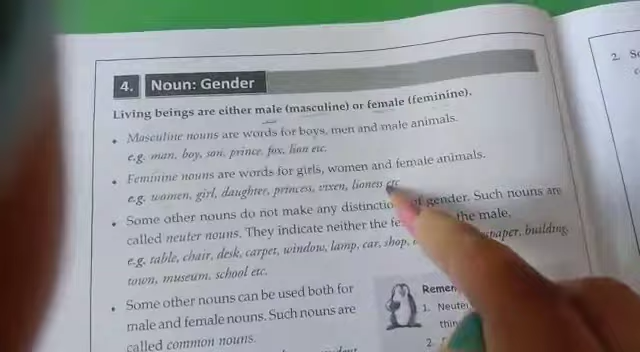 4. Noun: Gender
Living beings are either male (masculine) or female (feminine).
• Masculine nouns are words for boys, men and male animals.
e.g. man, boy, son, prince, fox, lion etc.
• Feminine nouns are words for girls, women and female animals.
e.g. women, girl, daughter, princess, vixen, lioness etc
• Some other nouns do not make any distinction of gender. Such nouns are
called neuter nouns. They indicate neither the the male.
e.g. table, chair, desk, carpet, window, lamp, car, shop, building,
town, museum, school etc.
• Some other nouns can be used both for
male and female nouns. Such nouns are
called common nouns.
1.
2.
2.